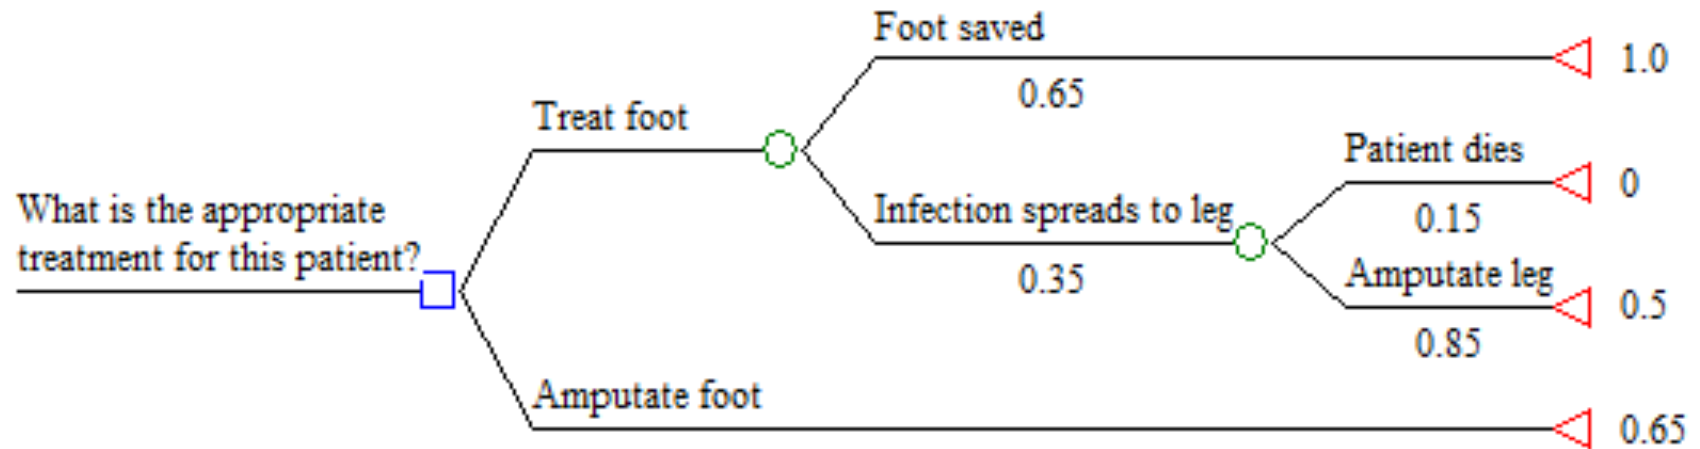 Foot saved
1.0
0.65
Treat foot
Patient dies
0
0.15
What is the appropriate
treatment for this patient?
Infection spreads to leg
0.35
Amputate leg
0.5
0.85
Amputate foot
0.65